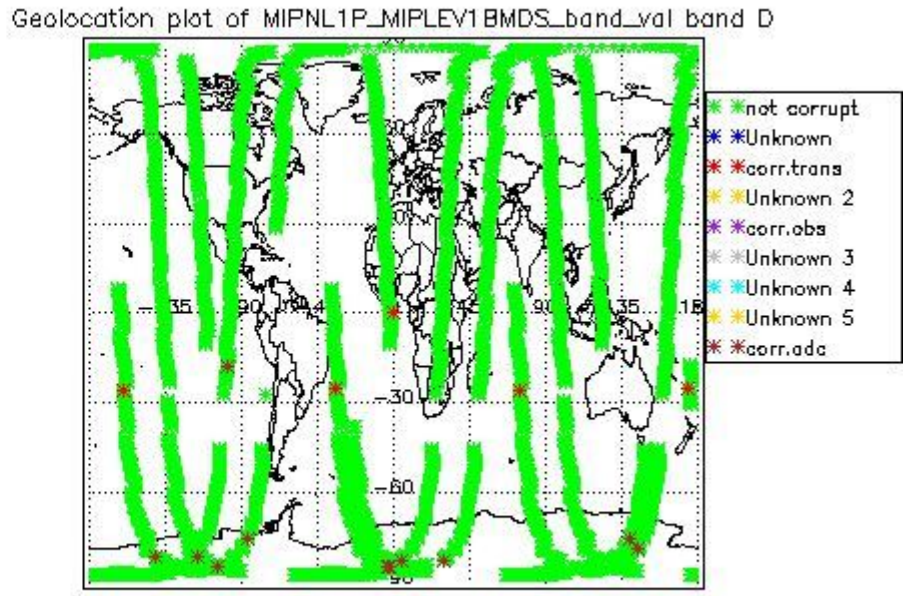 Geolocation plot of MIPNL1P_MIPLEV1BMDS_band_val band D
not corrupt
Unknown
corr.trans
Unknown 2
corr.obs
Unknown 3
Unknown 4
Unknown 5
corr.adc
-135
-90
45
90
135
-30
-60